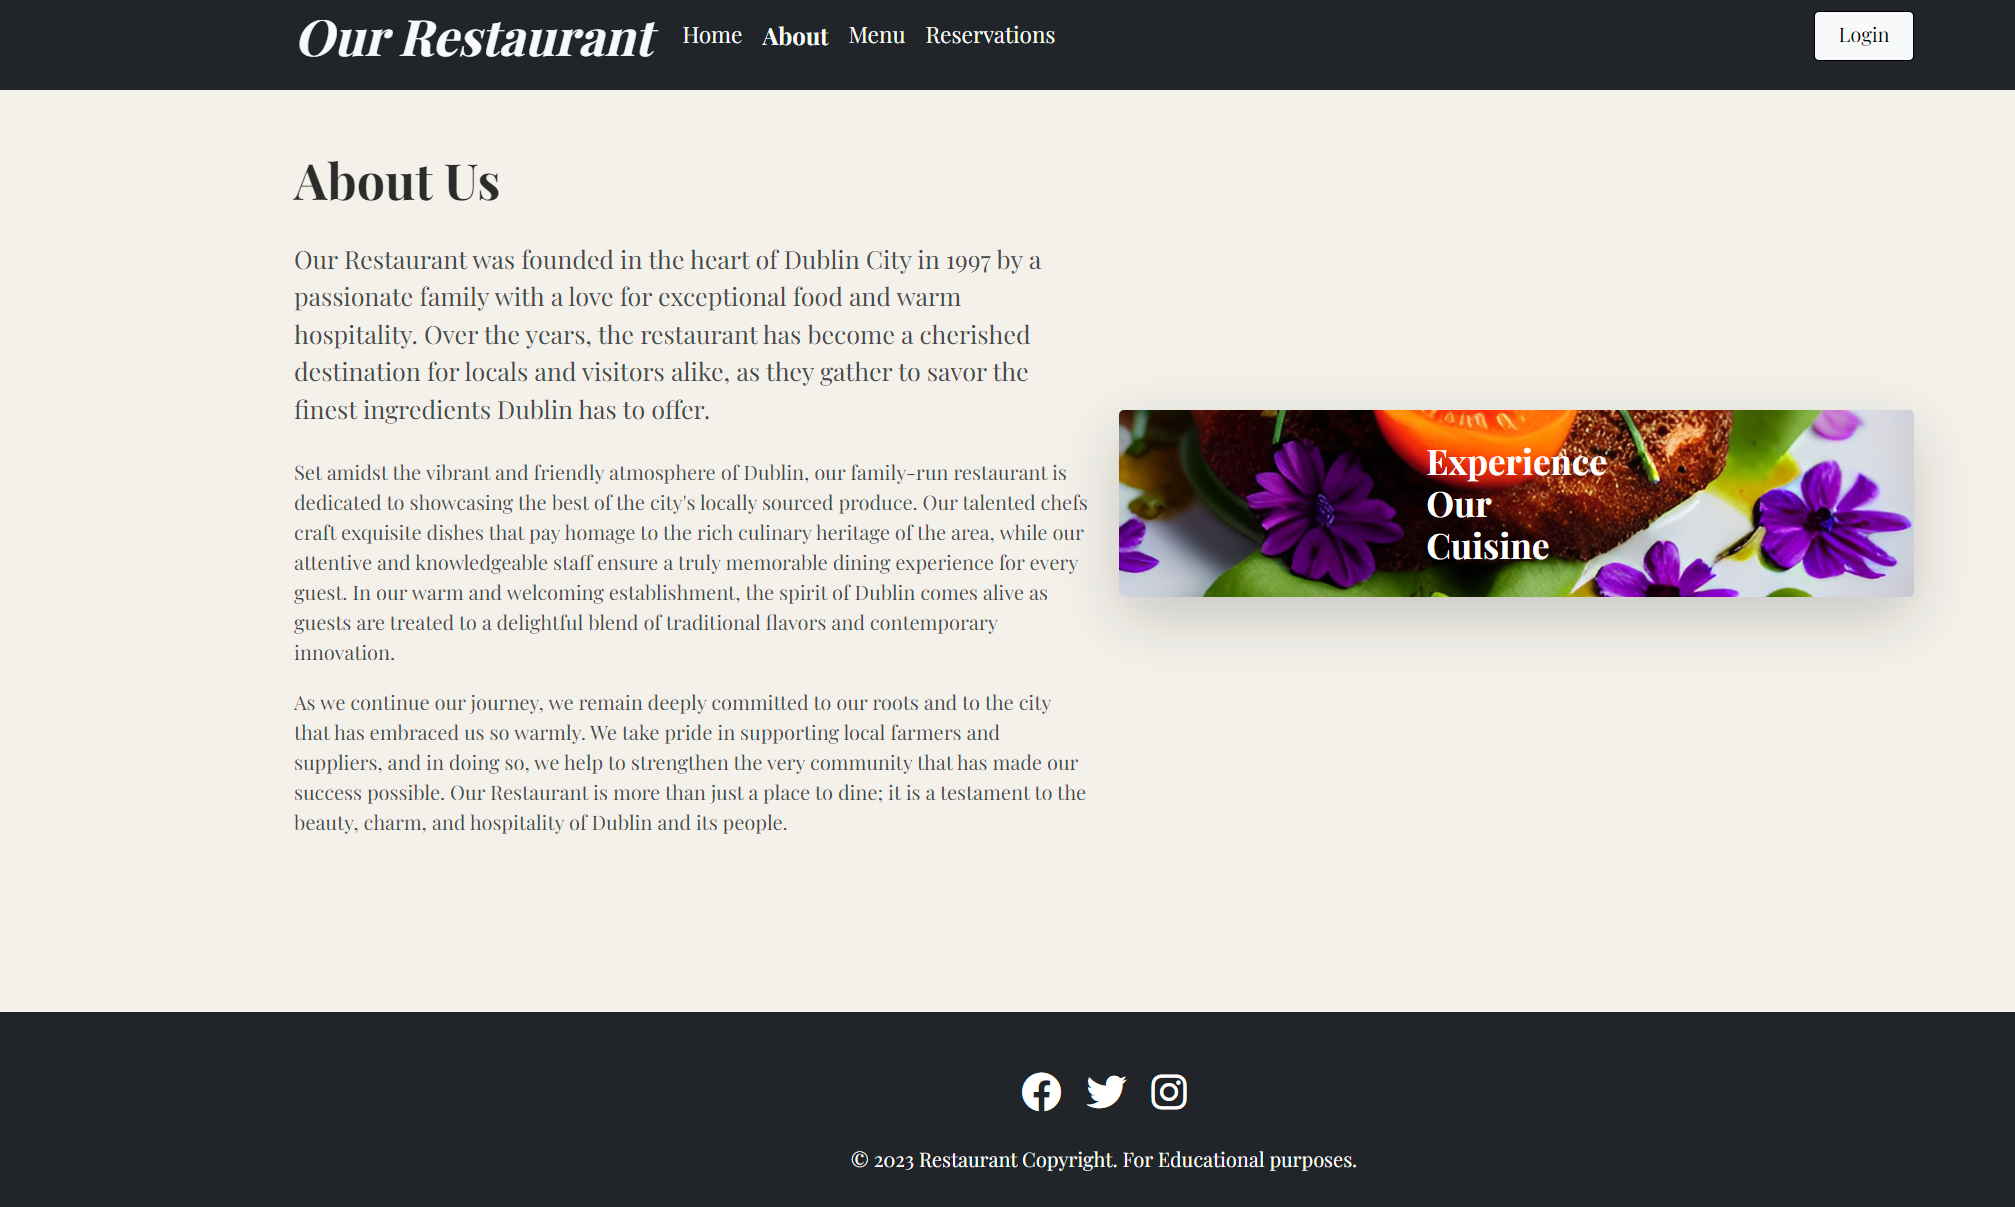 Our Restaurant Home About Menu Reservations Login
About Us
Our Restaurant was founded in the heart of Dublin City in 1997 by a
passionate family with a love for exceptional food and warm
hospitality. Over the years, the restaurant has become a cherished
destination for locals and visitors alike, as they gather to savor the
finest ingredients Dublin has to offer.
Set amidst the vibrant and friendly atmosphere of Dublin, our family-run restaurant is
dedicated to showcasing the best of the city's locally sourced produce. Our talented chefs
craft exquisite dishes that pay homage to the rich culinary heritage of the area, while our
attentive and knowledgeable staff ensure a truly memorable dining experience for every
guest. In our warm and welcoming establishment, the spirit of Dublin comes alive as
guests are treated to a delightful blend of traditional flavors and contemporary
innovation.
As we continue our journey, we remain deeply committed to our roots and to the city
that has embraced us so warmly. We take pride in supporting local farmers and
suppliers, and in doing so, we help to strengthen the very community that has made our
success possible. Our Restaurant is more than just a place to dine; it is a testament to the
beauty, charm, and hospitality of Dublin and its people.
Experience
Our
Cuisine
© 2023 Restaurant Copyright. For Educational purposes.